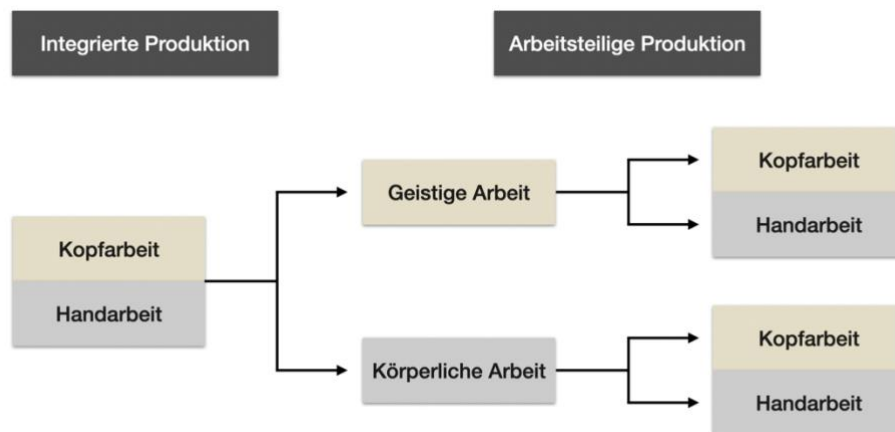 Integrierte Produktion
Arbeitsteilige Produktion
Kopfarbeit
Handarbeit
Geistige Arbeit
Körperliche Arbeit
Kopfarbeit
Handarbeit
Kopfarbeit
Handarbeit